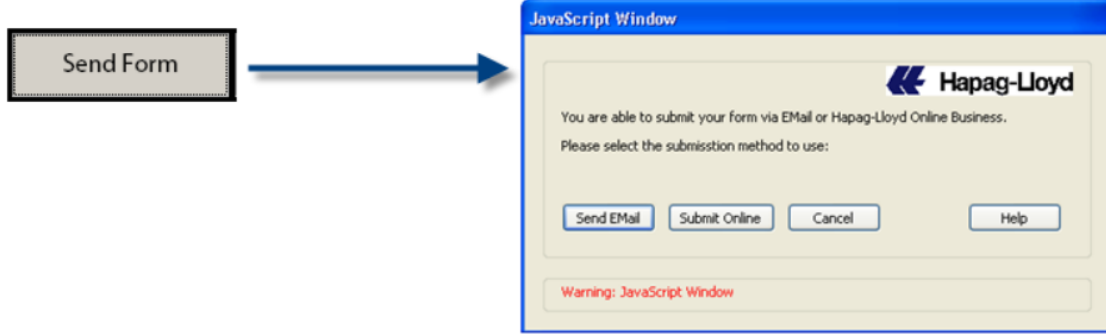 JavaScript Window
Send Form
Hapag-Lloyd
You are able to submit your form via EMail or Hapag-Lloyd Online Business.
Please select the submisstion method to use:
Send EMail Submit Online Cancel Help
Warning: JavaScript Window